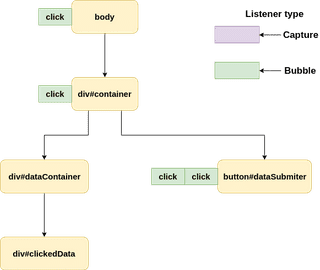 click body
Listener type
Capture
Bubble
click div#container
div#dataContainer
click click button#dataSubmiter
div#clickedData